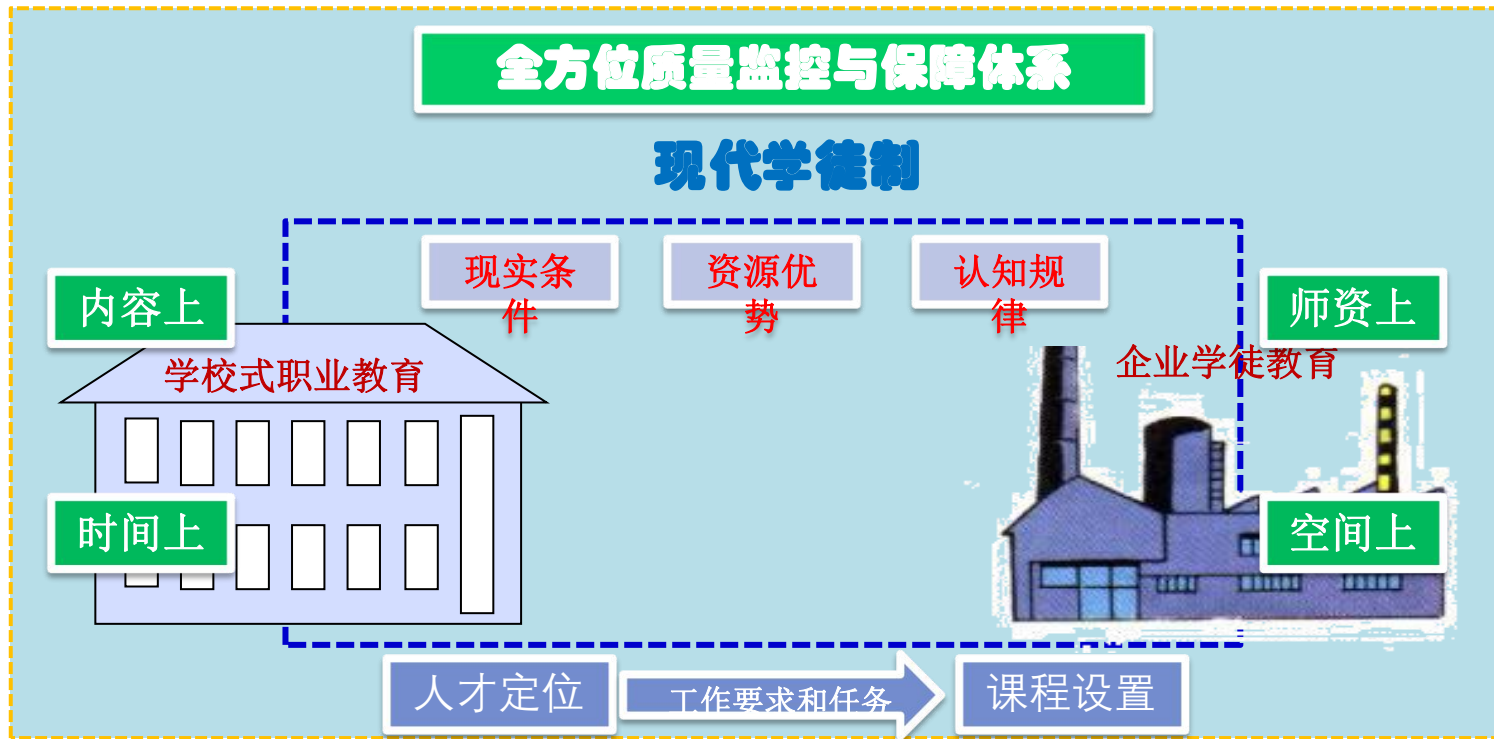 全方位质量监控与保障体系
现代学徒制
现实条
件
资源优
势
认知规
律
内容上
师资上
学校式职业教育
企业学徒教育
时间上
空间上
人才定位
工作要求和任务
课程设置